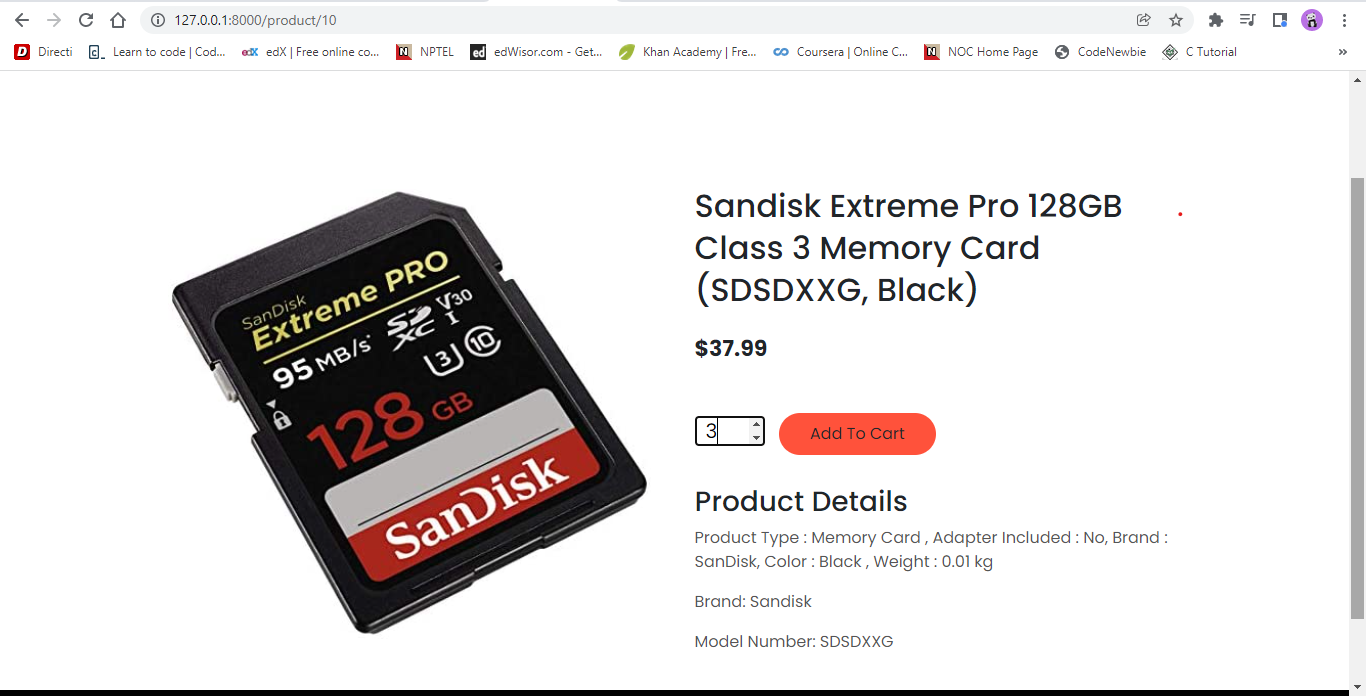 127.0.0.1:8000/product/10
Directi
Learn to code | Cod...
edX | Free online co...
NPTEL
edWisor.com - Get...
Khan Academy | Fre...
Coursera | Online C...
NOC Home Page
CodeNewbie
C Tutorial
»
SanDisk
Extreme PRO
95 MB/s*
SD XC I
V30
U3
10
128 GB
SanDisk
Sandisk Extreme Pro 128GB
Class 3 Memory Card
(SDSDXXG, Black)
$37.99
3
Add To Cart
Product Details
Product Type : Memory Card , Adapter Included : No, Brand :
SanDisk, Color : Black , Weight : 0.01 kg
Brand: Sandisk
Model Number: SDSDXXG